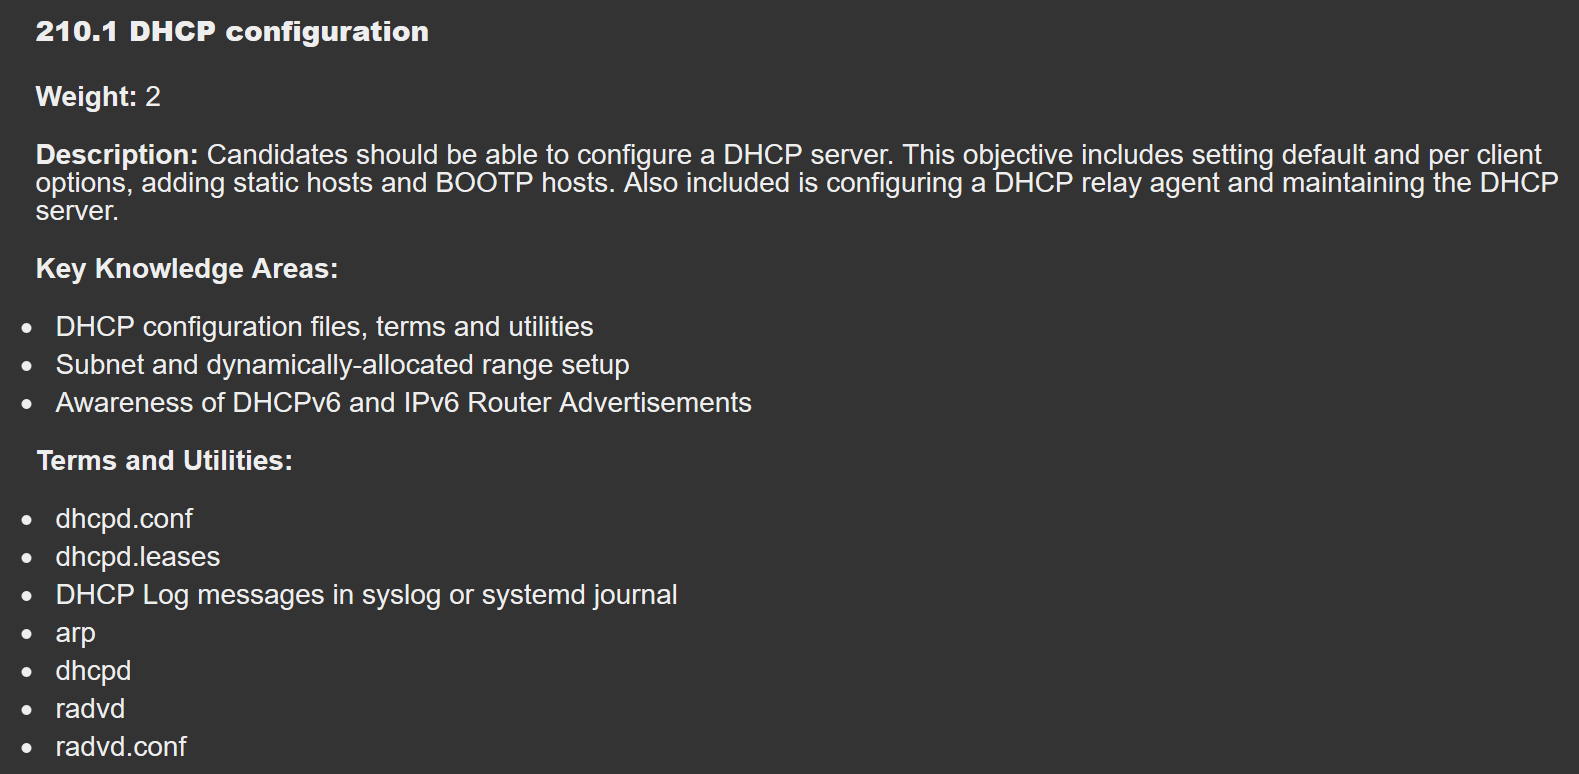 210.1 DHCP configuration
Weight: 2
Description: Candidates should be able to configure a DHCP server. This objective includes setting default and per client
options, adding static hosts and BOOTP hosts. Also included is configuring a DHCP relay agent and maintaining the DHCP
server.
Key Knowledge Areas:
• DHCP configuration files, terms and utilities
• Subnet and dynamically-allocated range setup
• Awareness of DHCPv6 and IPv6 Router Advertisements
Terms and Utilities:
• dhcpd.conf
• dhcpd.leases
• DHCP Log messages in syslog or systemd journal
• arp
• dhcpd
• radvd
• radvd.conf